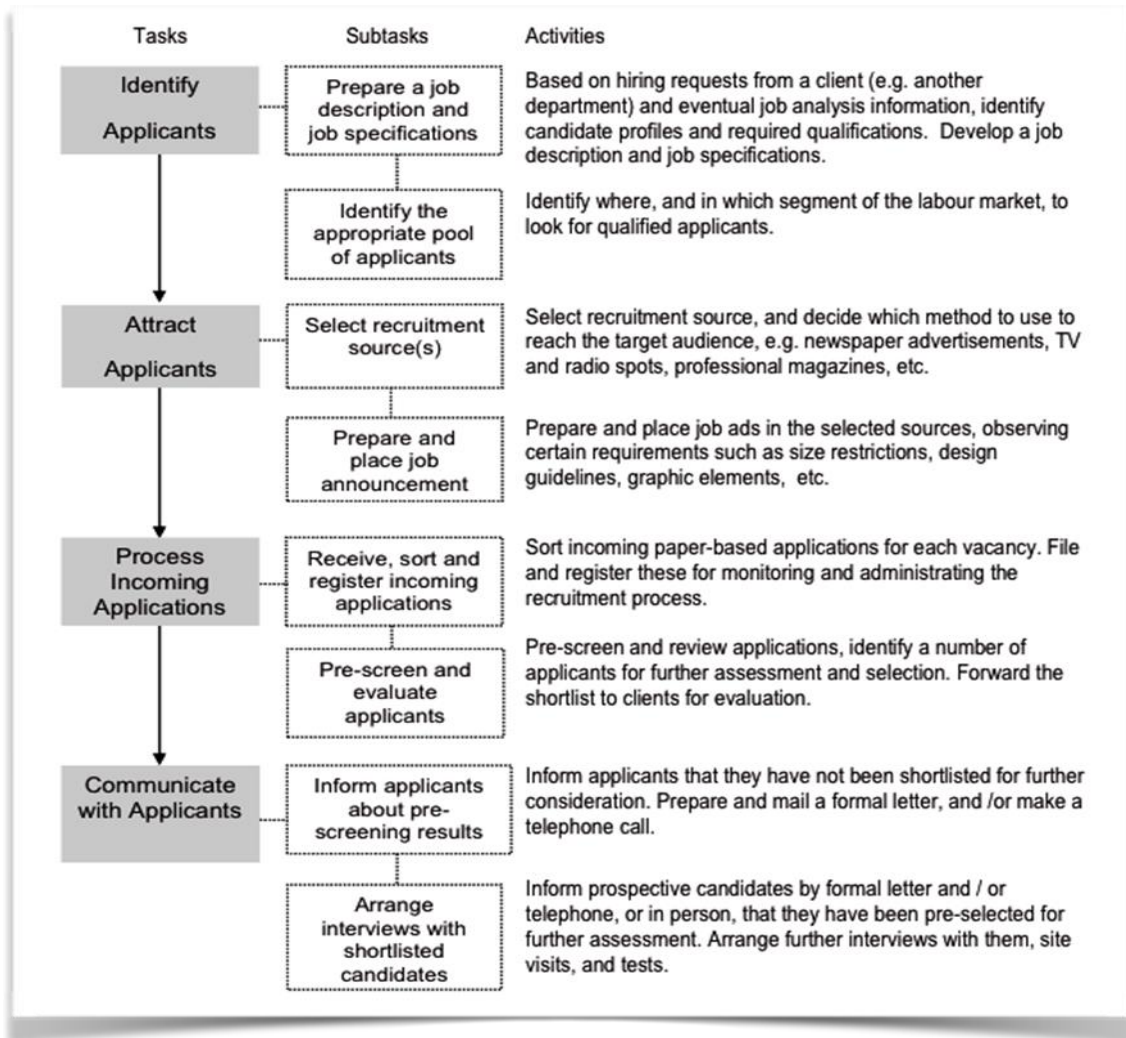 Tasks
Subtasks
Activities
Identify
Applicants
Prepare a job
description and
job specifications
Based on hiring requests from a client (e.g. another
department) and eventual job analysis information, identify
candidate profiles and required qualifications.  Develop a job
description and job specifications.
Identify the
appropriate pool
of applicants
Identify where, and in which segment of the labour market, to
look for qualified applicants.
Attract
Applicants
Select recruitment
source(s)
Select recruitment source, and decide which method to use to
reach the target audience, e.g. newspaper advertisements, TV
and radio spots, professional magazines, etc.
Prepare and
place job
announcement
Prepare and place job ads in the selected sources, observing
certain requirements such as size restrictions, design
guidelines, graphic elements,  etc.
Process
Incoming
Applications
Receive, sort and
register incoming
applications
Sort incoming paper-based applications for each vacancy. File
and register these for monitoring and administrating the
recruitment process.
Pre-screen and
evaluate
applicants
Pre-screen and review applications, identify a number of
applicants for further assessment and selection. Forward the
shortlist to clients for evaluation.
Communicate
with Applicants
Inform applicants
about pre-
screening results
Inform applicants that they have not been shortlisted for further
consideration. Prepare and mail a formal letter, and /or make a
telephone call.
Arrange
interviews with
shortlisted
candidates
Inform prospective candidates by formal letter and / or
telephone, or in person, that they have been pre-selected for
further assessment. Arrange further interviews with them, site
visits, and tests.